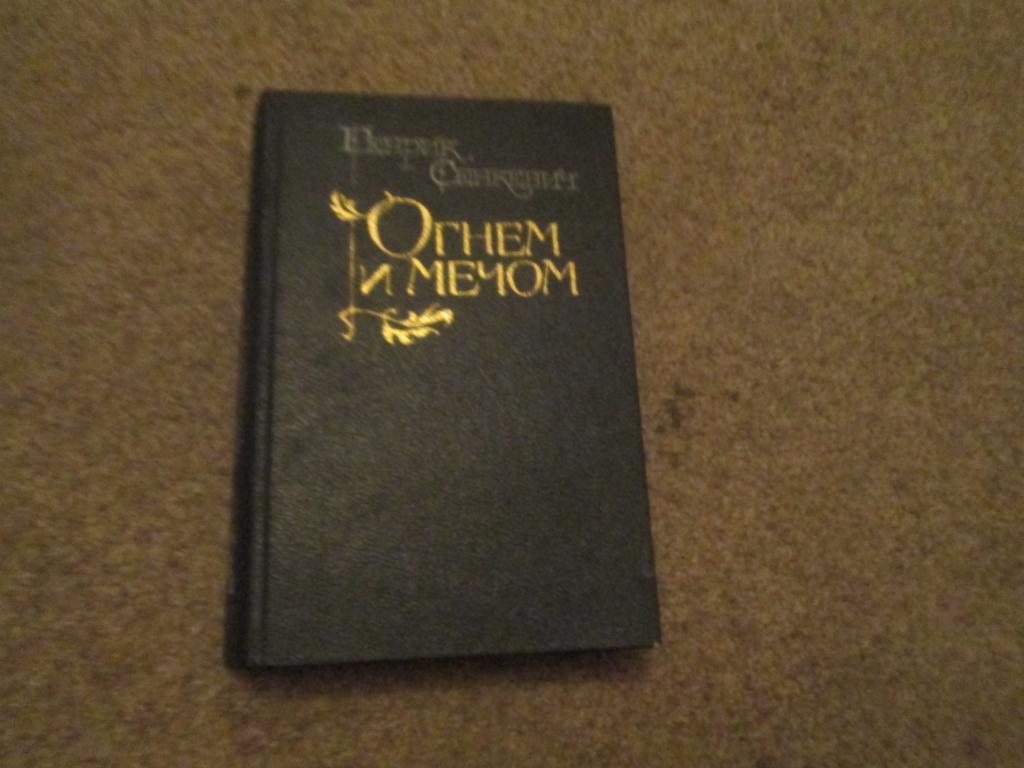 Генрик
Сенкевич
Огнем
и мечом